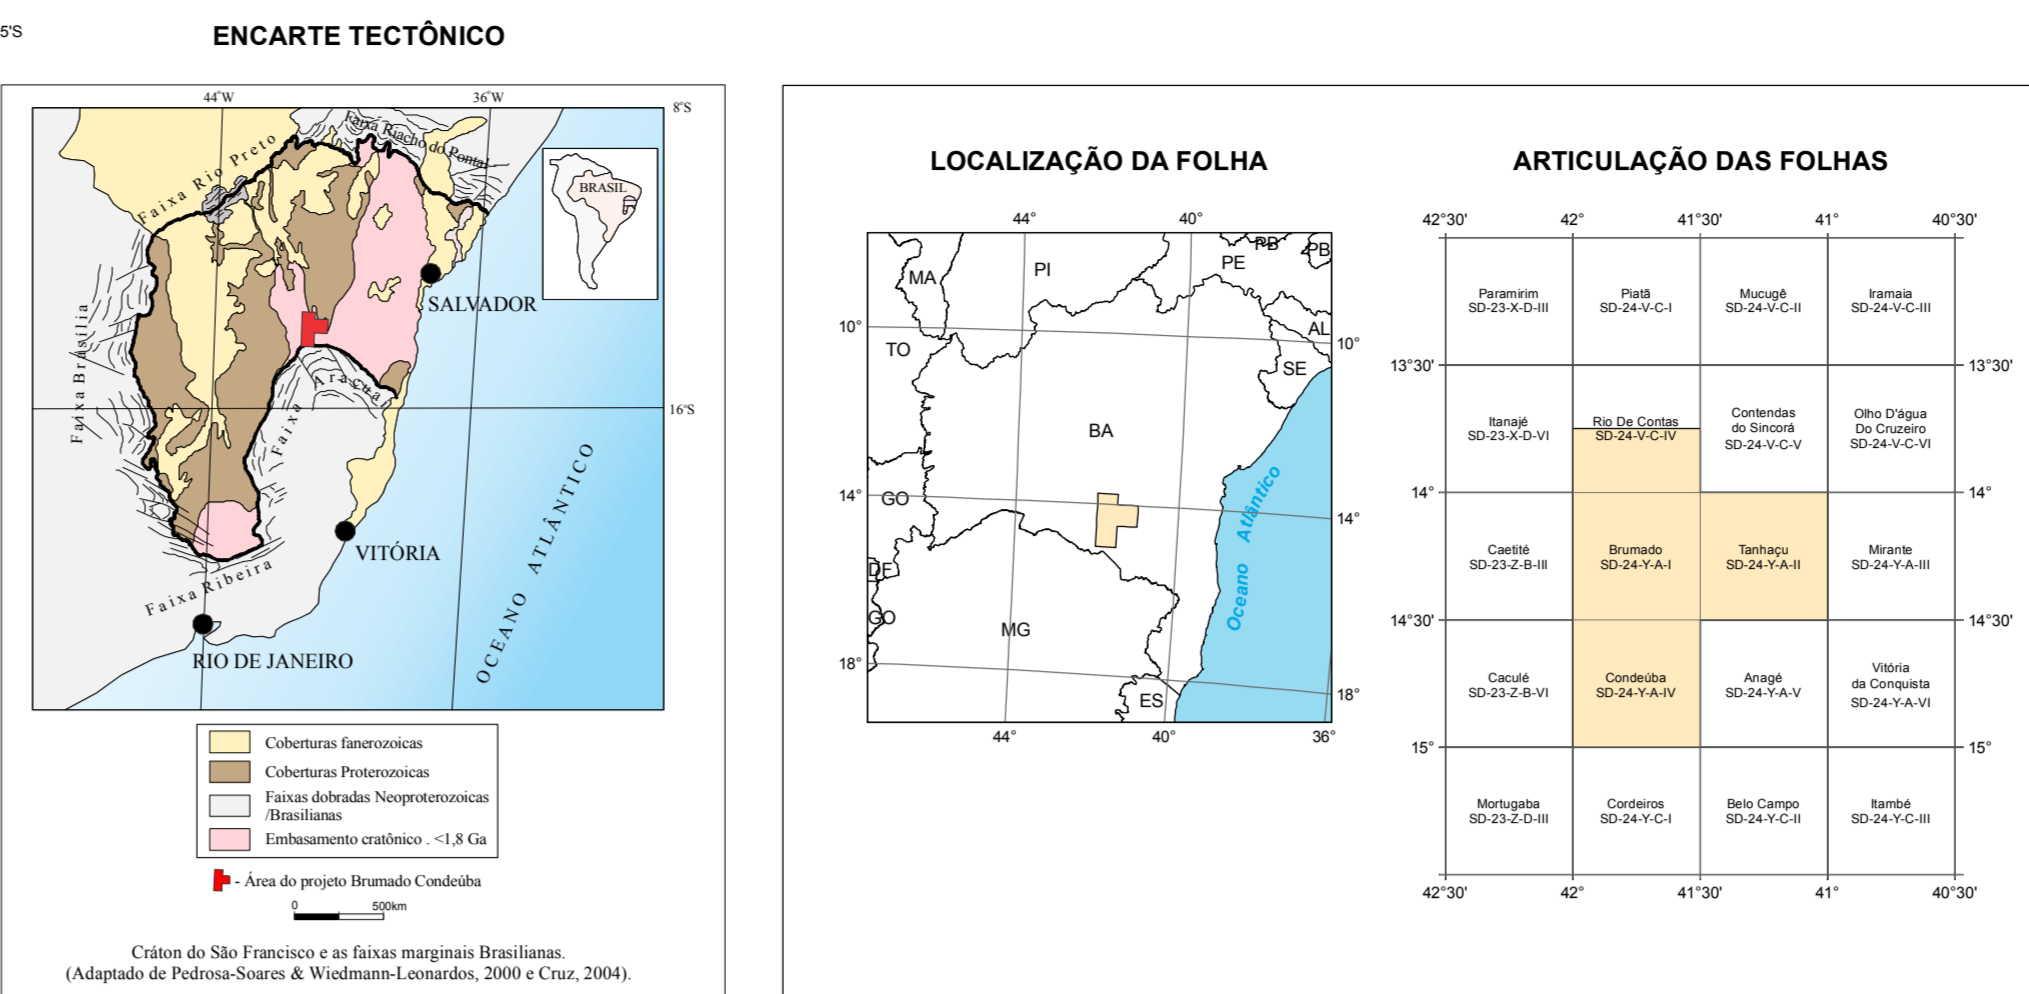 5'S
ENCARTE TECTÔNICO
44°W
36°W
8°S
Faixa Riacho do Pontal
Faixa Rio Preto
BRASIL
SALVADOR
Faixa Brasília
Faixa Araçuaí
16°S
OCEANO ATLÂNTICO
VITÓRIA
Faixa Ribeira
RIO DE JANEIRO
Coberturas fanerozoicas
Coberturas Proterozoicas
Faixas dobradas Neoproterozoicas
/Brasilianas
Embasamento cratônico . <1,8 Ga
- Área do projeto Brumado Condeúba
0 500km
Cráton do São Francisco e as faixas marginais Brasilianas.
(Adaptado de Pedrosa-Soares & Wiedmann-Leonardos, 2000 e Cruz, 2004).
LOCALIZAÇÃO DA FOLHA
44° 40°
MA
PI
PE
PB
PB
AL
10°
10°
TO
SE
BA
14°
GO
14°
Oceano Atlântico
DF
GO
MG
18°
18°
ES
44° 40° 36°
ARTICULAÇÃO DAS FOLHAS
42°30' 42° 41°30' 41° 40°30'
Paramirim
SD-23-X-D-III
Piatã
SD-24-V-C-I
Mucugê
SD-24-V-C-II
Iramaia
SD-24-V-C-III
13°30' 13°30'
Itanajé
SD-23-X-D-VI
Rio De Contas
SD-24-V-C-IV
Contendas
do Sincorá
SD-24-V-C-V
Olho D'água
Do Cruzeiro
SD-24-V-C-VI
14° 14°
Caetité
SD-23-Z-B-III
Brumado
SD-24-Y-A-I
Tanhaçu
SD-24-Y-A-II
Mirante
SD-24-Y-A-III
14°30' 14°30'
Caculé
SD-23-Z-B-VI
Condeúba
SD-24-Y-A-IV
Anagé
SD-24-Y-A-V
Vitória
da Conquista
SD-24-Y-A-VI
15° 15°
Mortugaba
SD-23-Z-D-III
Cordeiros
SD-24-Y-C-I
Belo Campo
SD-24-Y-C-II
Itambé
SD-24-Y-C-III
42°30' 42° 41°30' 41° 40°30'